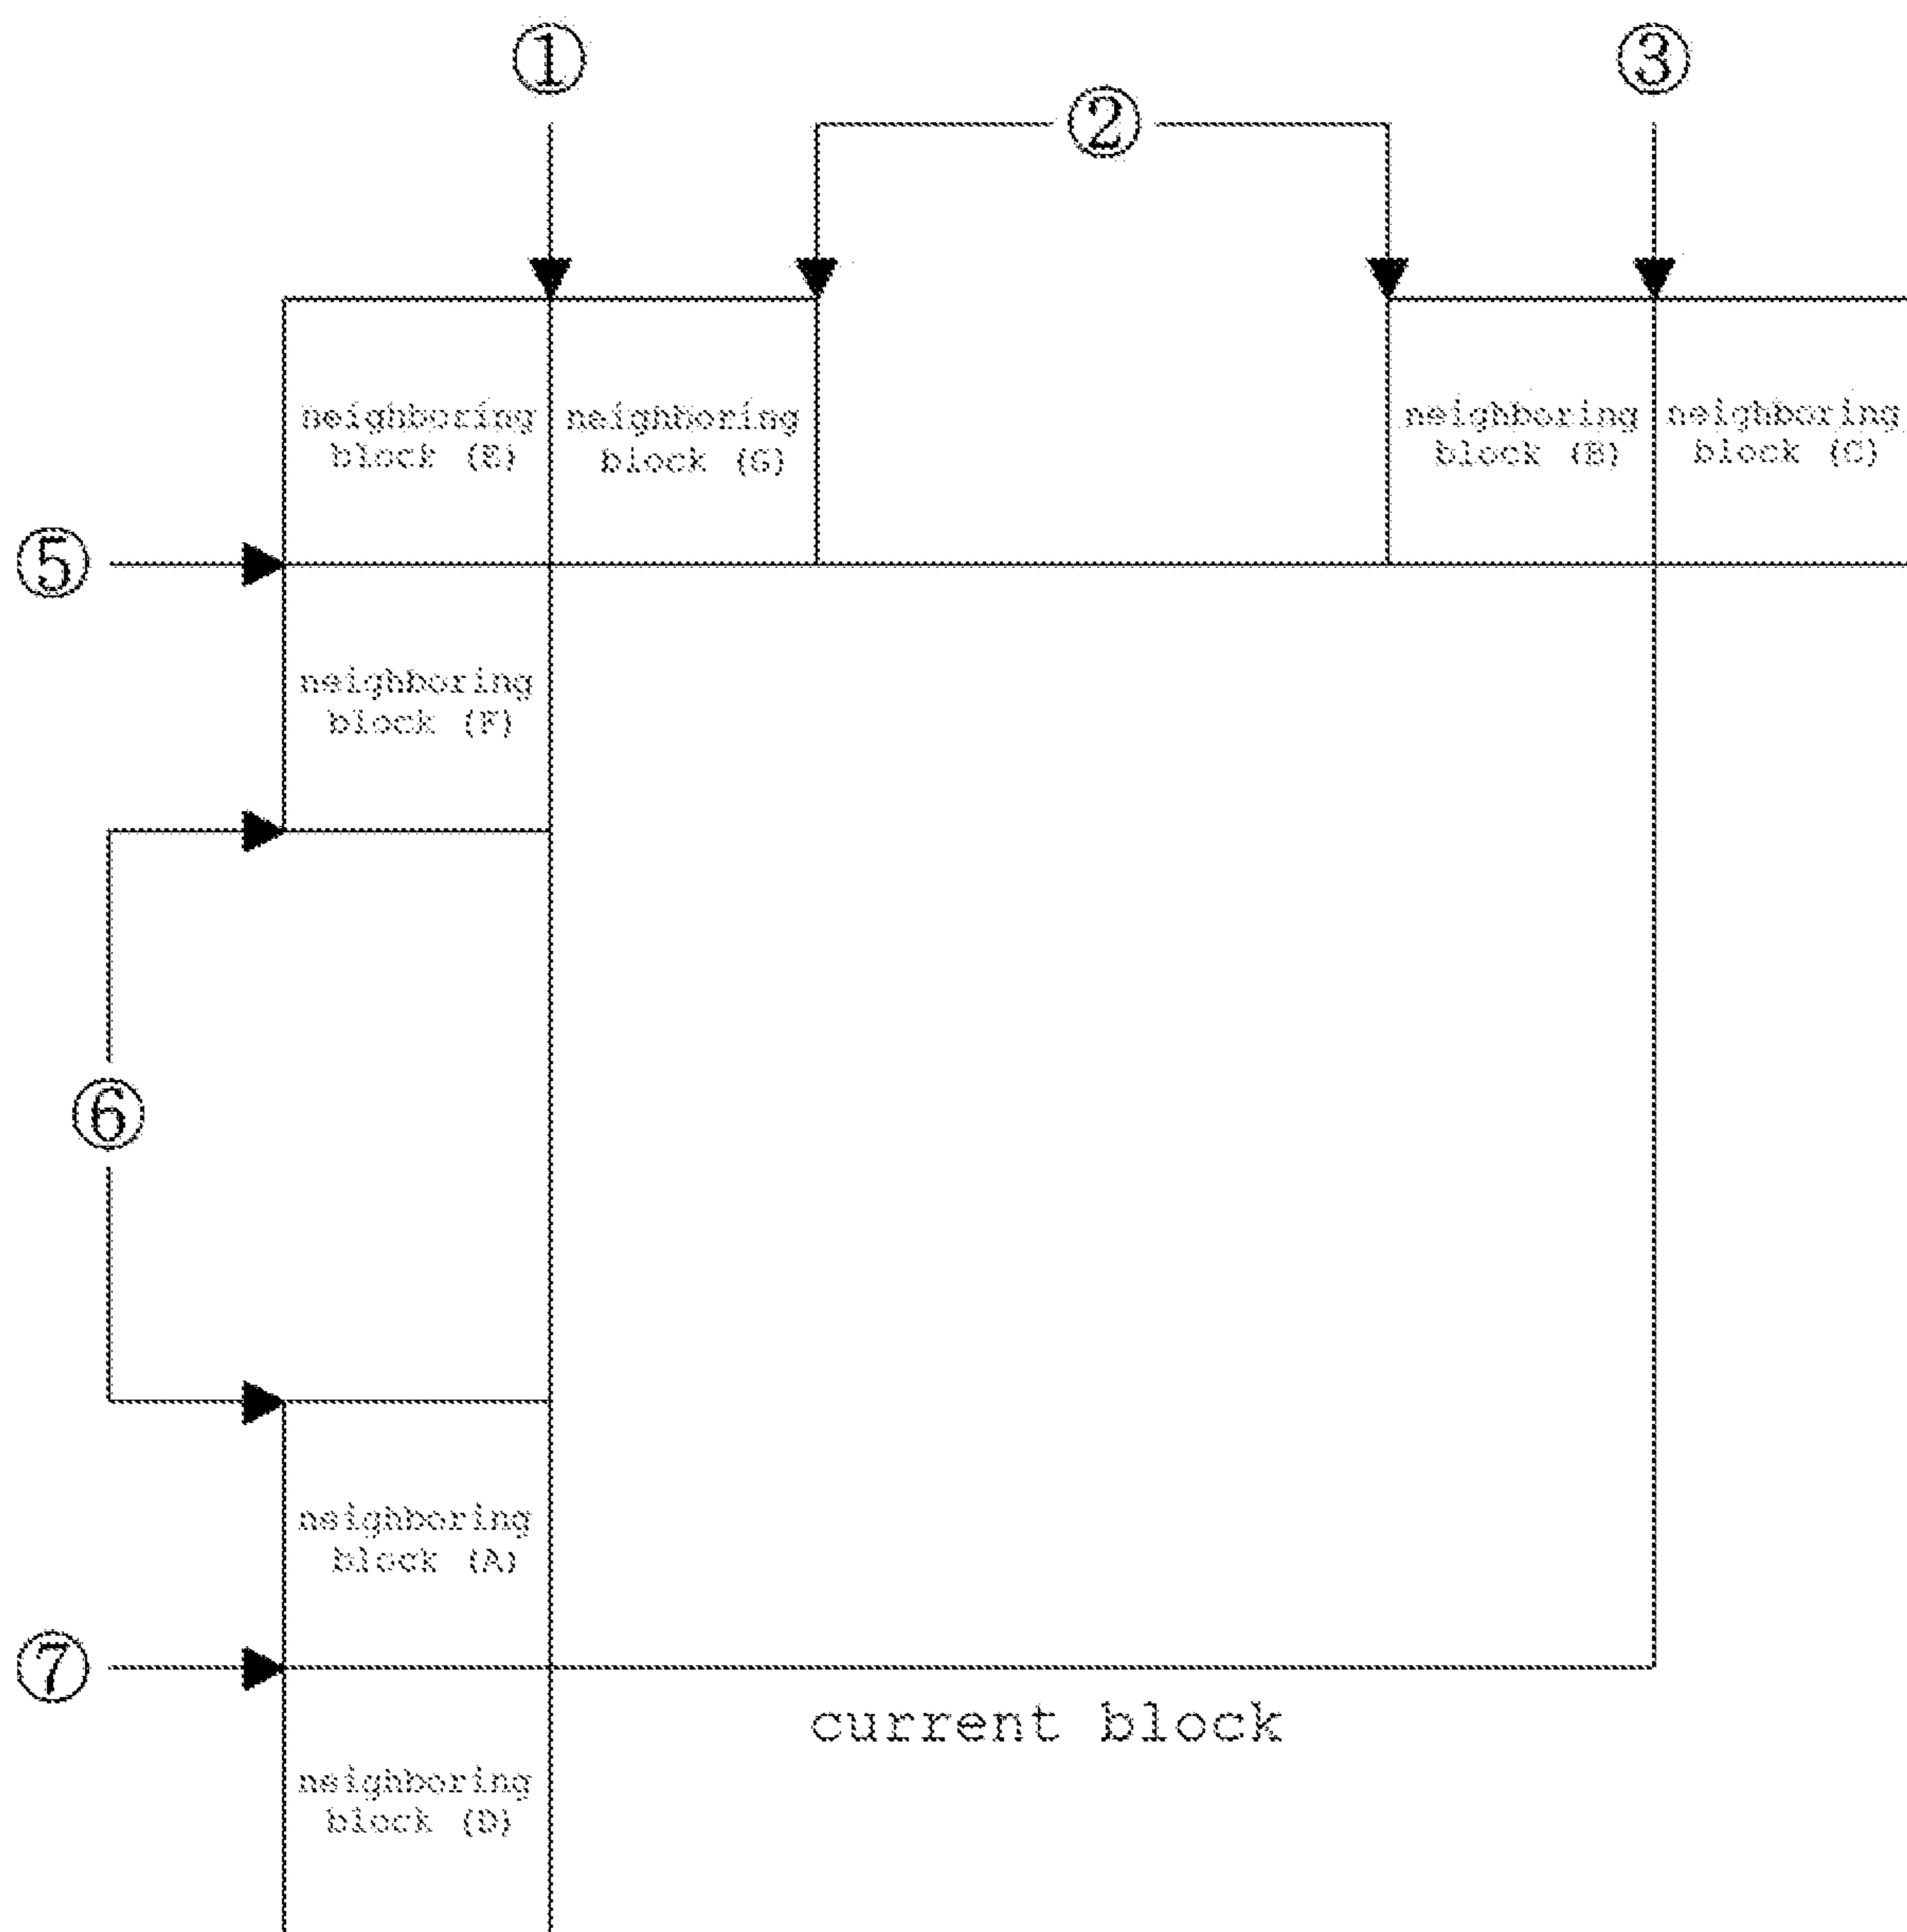 ①
③
②
neighboring
block (E)
neighboring
block (G)
neighboring
block (B)
neighboring
block (C)
⑤
neighboring
block (F)
⑥
neighboring
block (A)
⑦
current block
neighboring
block (D)